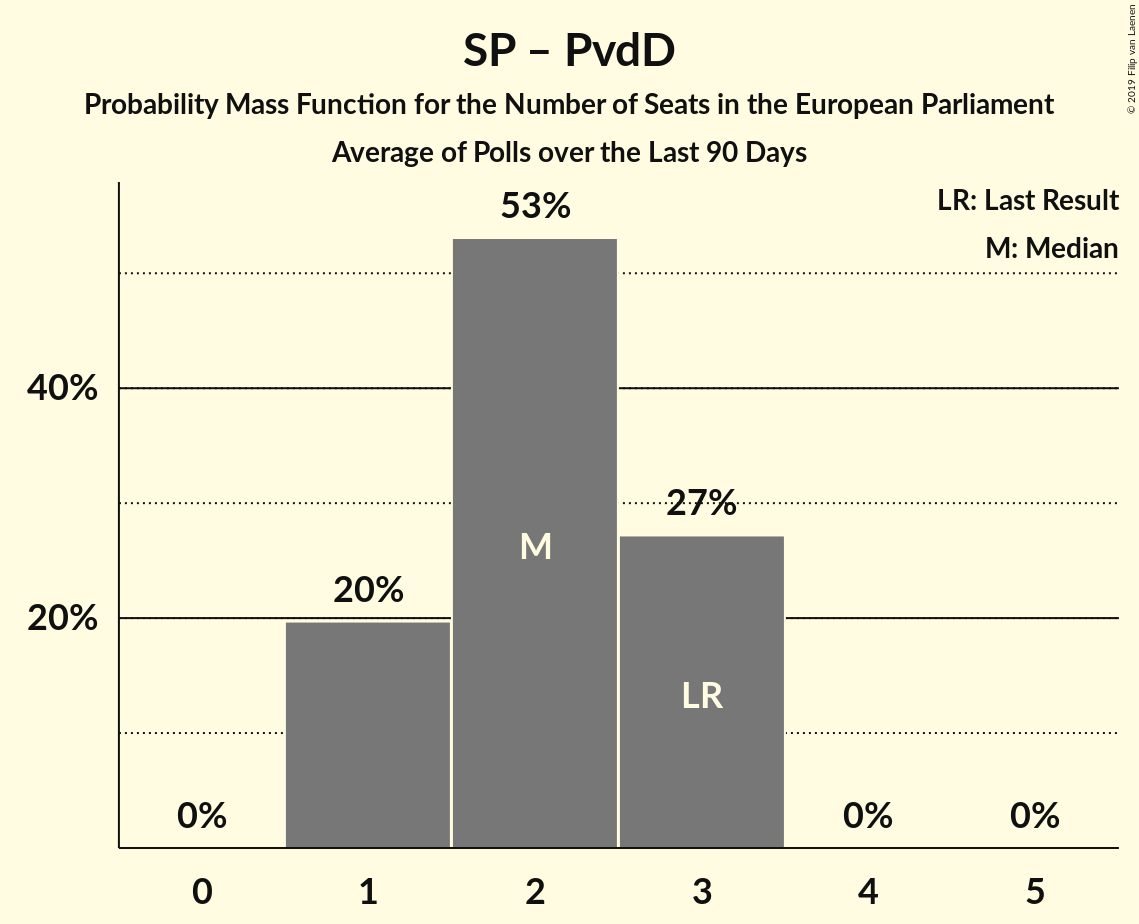 SP – PvdD
Probability Mass Function for the Number of Seats in the European Parliament
Average of Polls over the Last 90 Days
© 2019 Filip van Laenen
LR: Last Result
M: Median
53%
40%
27%
M
20%
20%
LR
0%
0%
0%
0
1
2
3
4
5